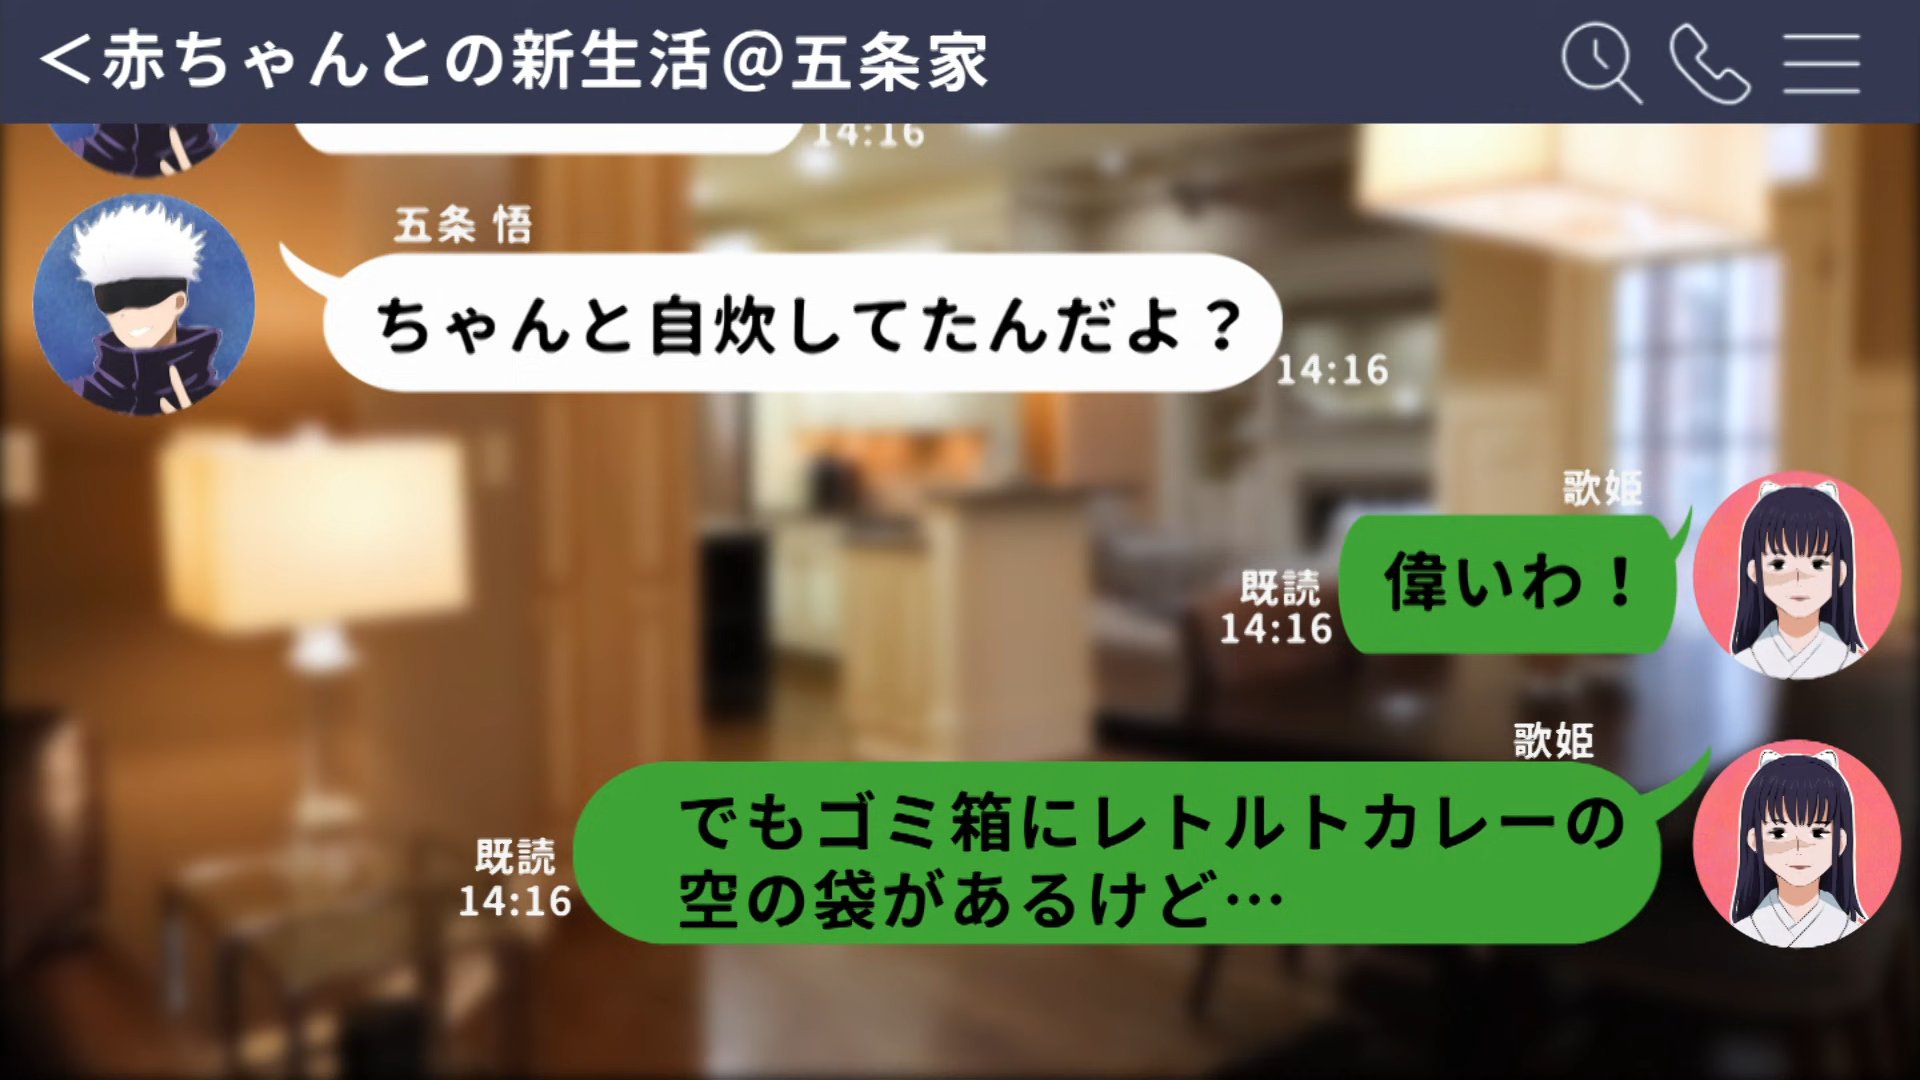 <赤ちゃんとの新生活@五条家
14:16
五条 悟
ちゃんと自炊してたんだよ？
14:16
歌姫
偉いわ！
既読
14:16
歌姫
でもゴミ箱にレトルトカレーの
空の袋があるけど…
既読
14:16